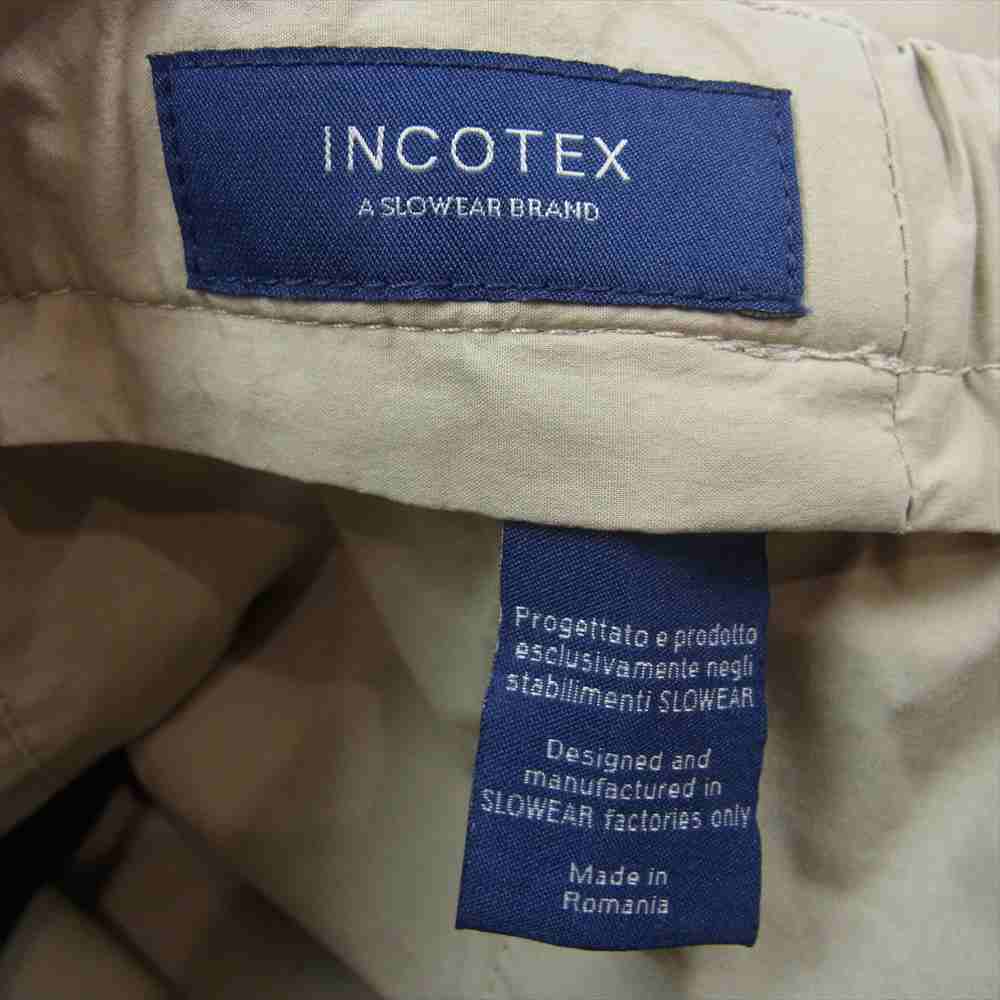 INCOTEX
A SLOWEAR BRAND
Progettato e prodotto
esclusivamente negli
stabilimenti SLOWEAR
Designed and
manufactured in
SLOWEAR factories only
Made in
Romania